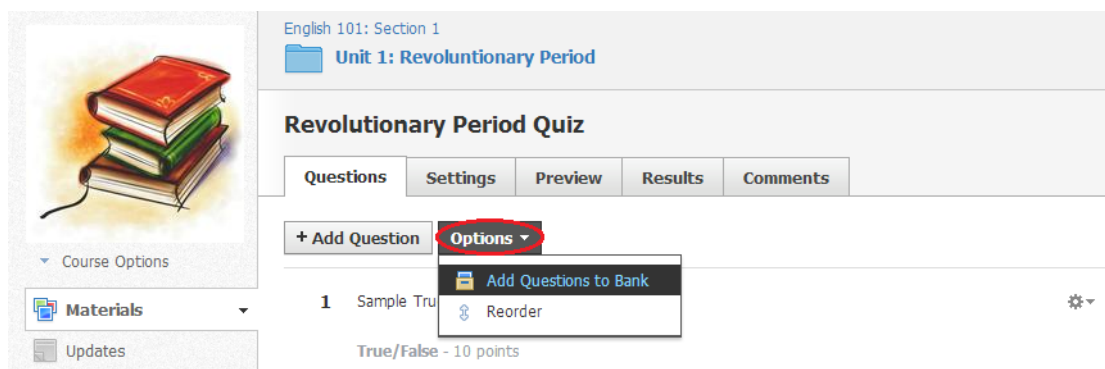 English 101: Section 1
Unit 1: Revoluntionary Period
Revolutionary Period Quiz
Questions Settings Preview Results Comments
+ Add Question Options
Course Options
Add Questions to Bank
Materials
1 Sample Tru
Reorder
Updates
True/False - 10 points